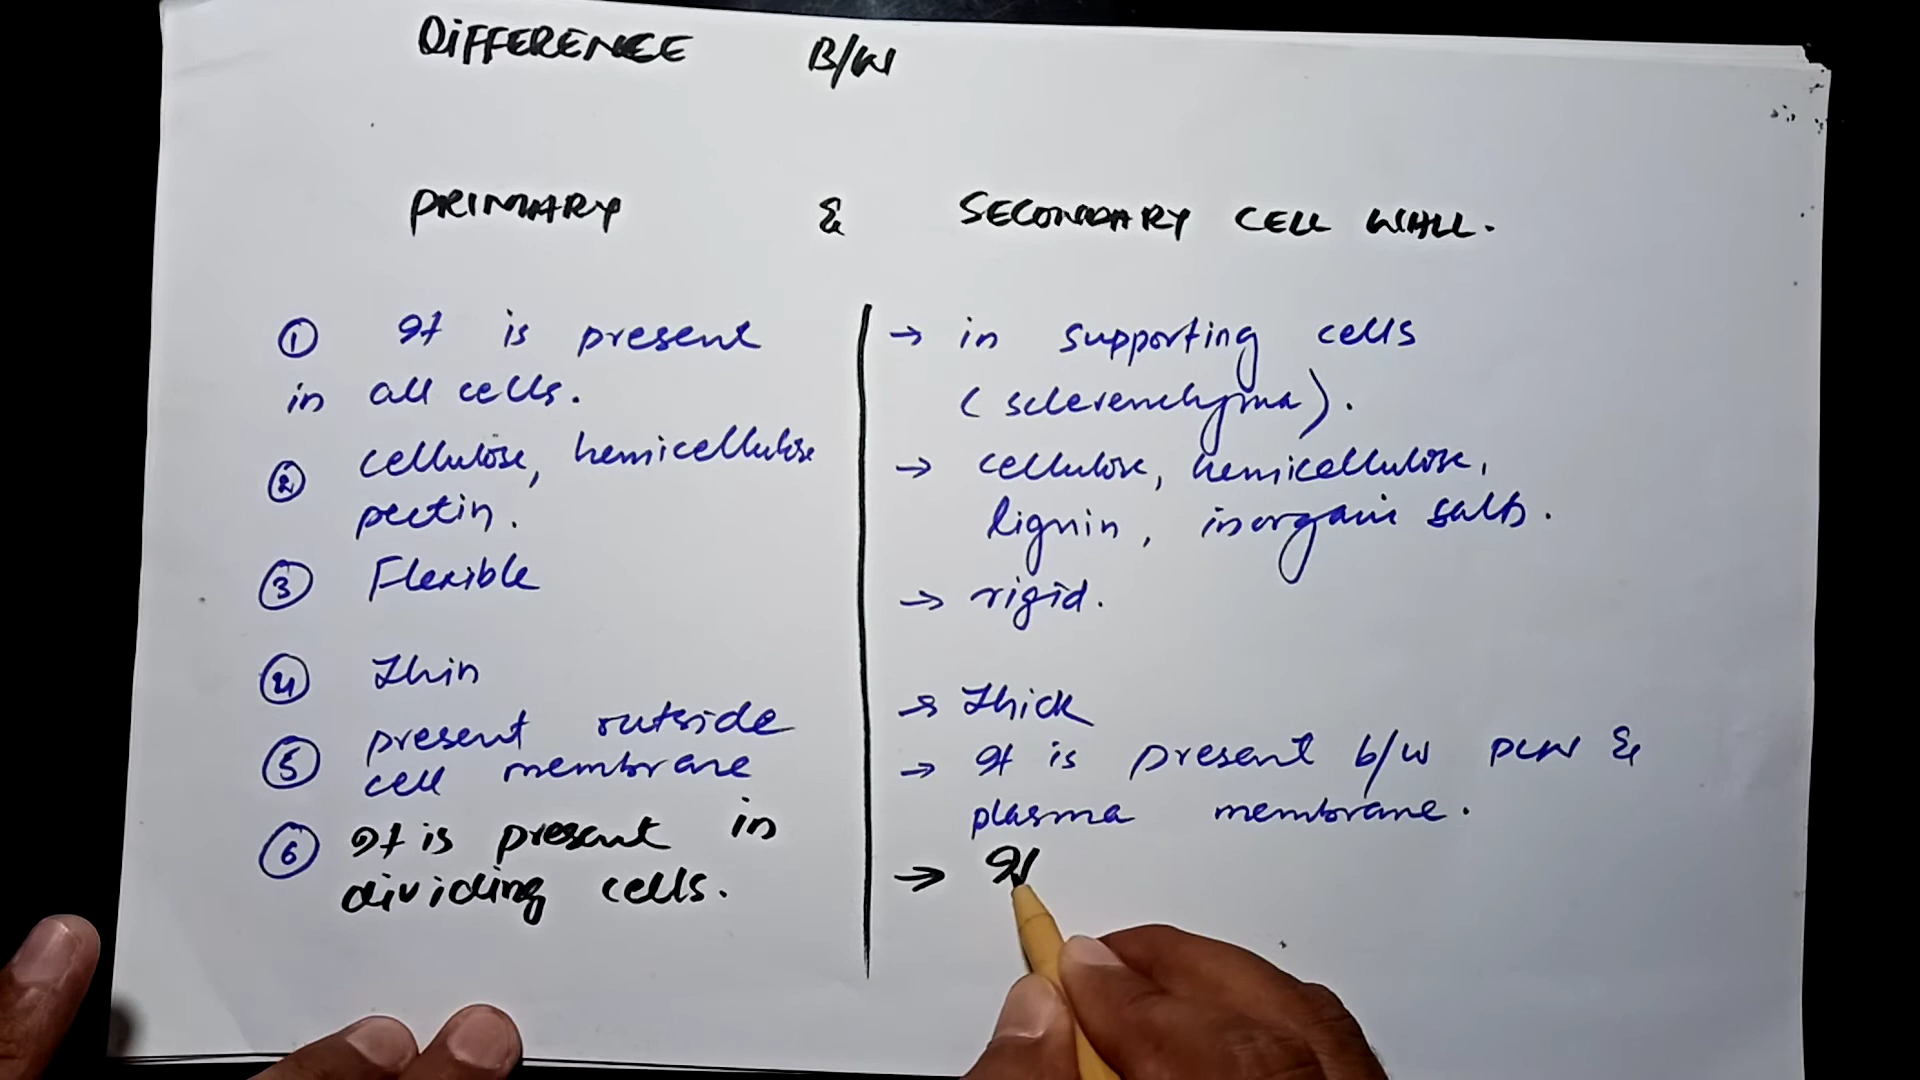 DIFFERENCE B/W
PRIMARY & SECONDARY CELL WALL.
① It is present
in all cells.
② cellulose, hemicellulose
pectin.
③ Flexible
④ Thin
⑤ present outside
cell membrane
⑥ It is present in
dividing cells.
→ in supporting cells
(sclerenchyma).
→ cellulose, hemicellulose,
lignin, inorganic salts.
→ rigid.
→ Thick
→ It is present b/w PCW &
plasma membrane.
→ It